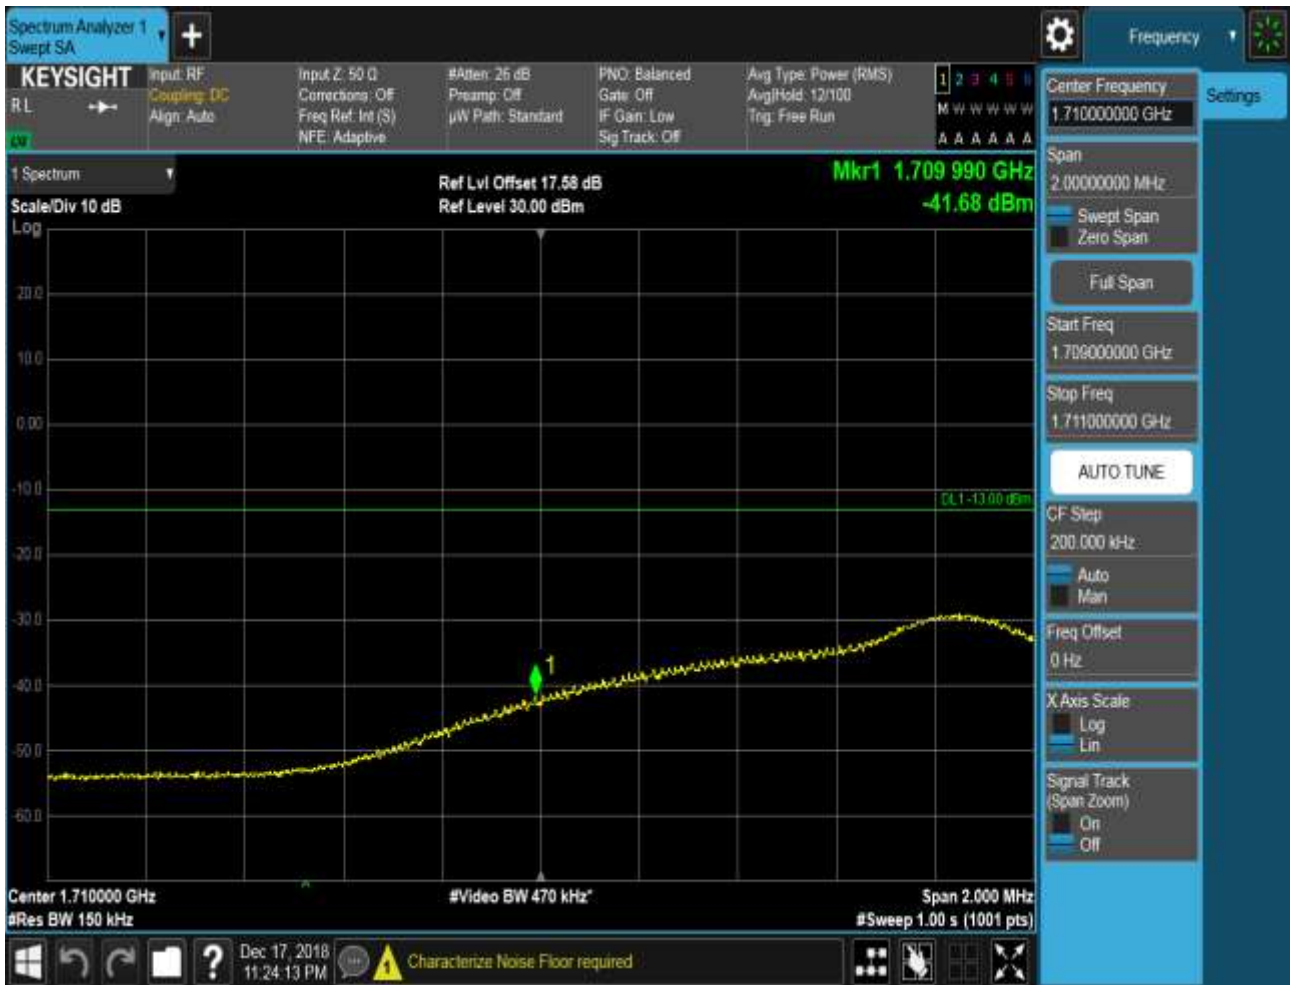 Spectrum Analyzer 1
Swept SA
+
Frequency
KEYSIGHT
R L
Input: RF
Coupling: DC
Align: Auto
Input Z: 50 Ω
Corrections: Off
Freq Ref: Int (S)
NFE: Adaptive
#Atten: 26 dB
Preamp: Off
µW Path: Standard
PNO: Balanced
Gate: Off
IF Gain: Low
Sig Track: Off
Avg Type: Power (RMS)
Avg|Hold: 12/100
Trig: Free Run
1 2 3 4 5 6
M W W W W W
A A A A A A
1 Spectrum
Scale/Div 10 dB
Log
Ref Lvl Offset 17.58 dB
Ref Level 30.00 dBm
Mkr1 1.709 990 GHz
-41.68 dBm
20.0
10.0
0.00
-10.0
DL1 -13.00 dBm
-20.0
-30.0
1
-40.0
-50.0
-60.0
Center 1.710000 GHz
#Res BW 150 kHz
#Video BW 470 kHz*
Span 2.000 MHz
#Sweep 1.00 s (1001 pts)
Center Frequency
1.710000000 GHz
Settings
Span
2.00000000 MHz
Swept Span
Zero Span
Full Span
Start Freq
1.709000000 GHz
Stop Freq
1.711000000 GHz
AUTO TUNE
CF Step
200.000 kHz
Auto
Man
Freq Offset
0 Hz
X Axis Scale
Log
Lin
Signal Track
(Span Zoom)
On
Off
?
Dec 17, 2018
11:24:13 PM
1
Characterize Noise Floor required